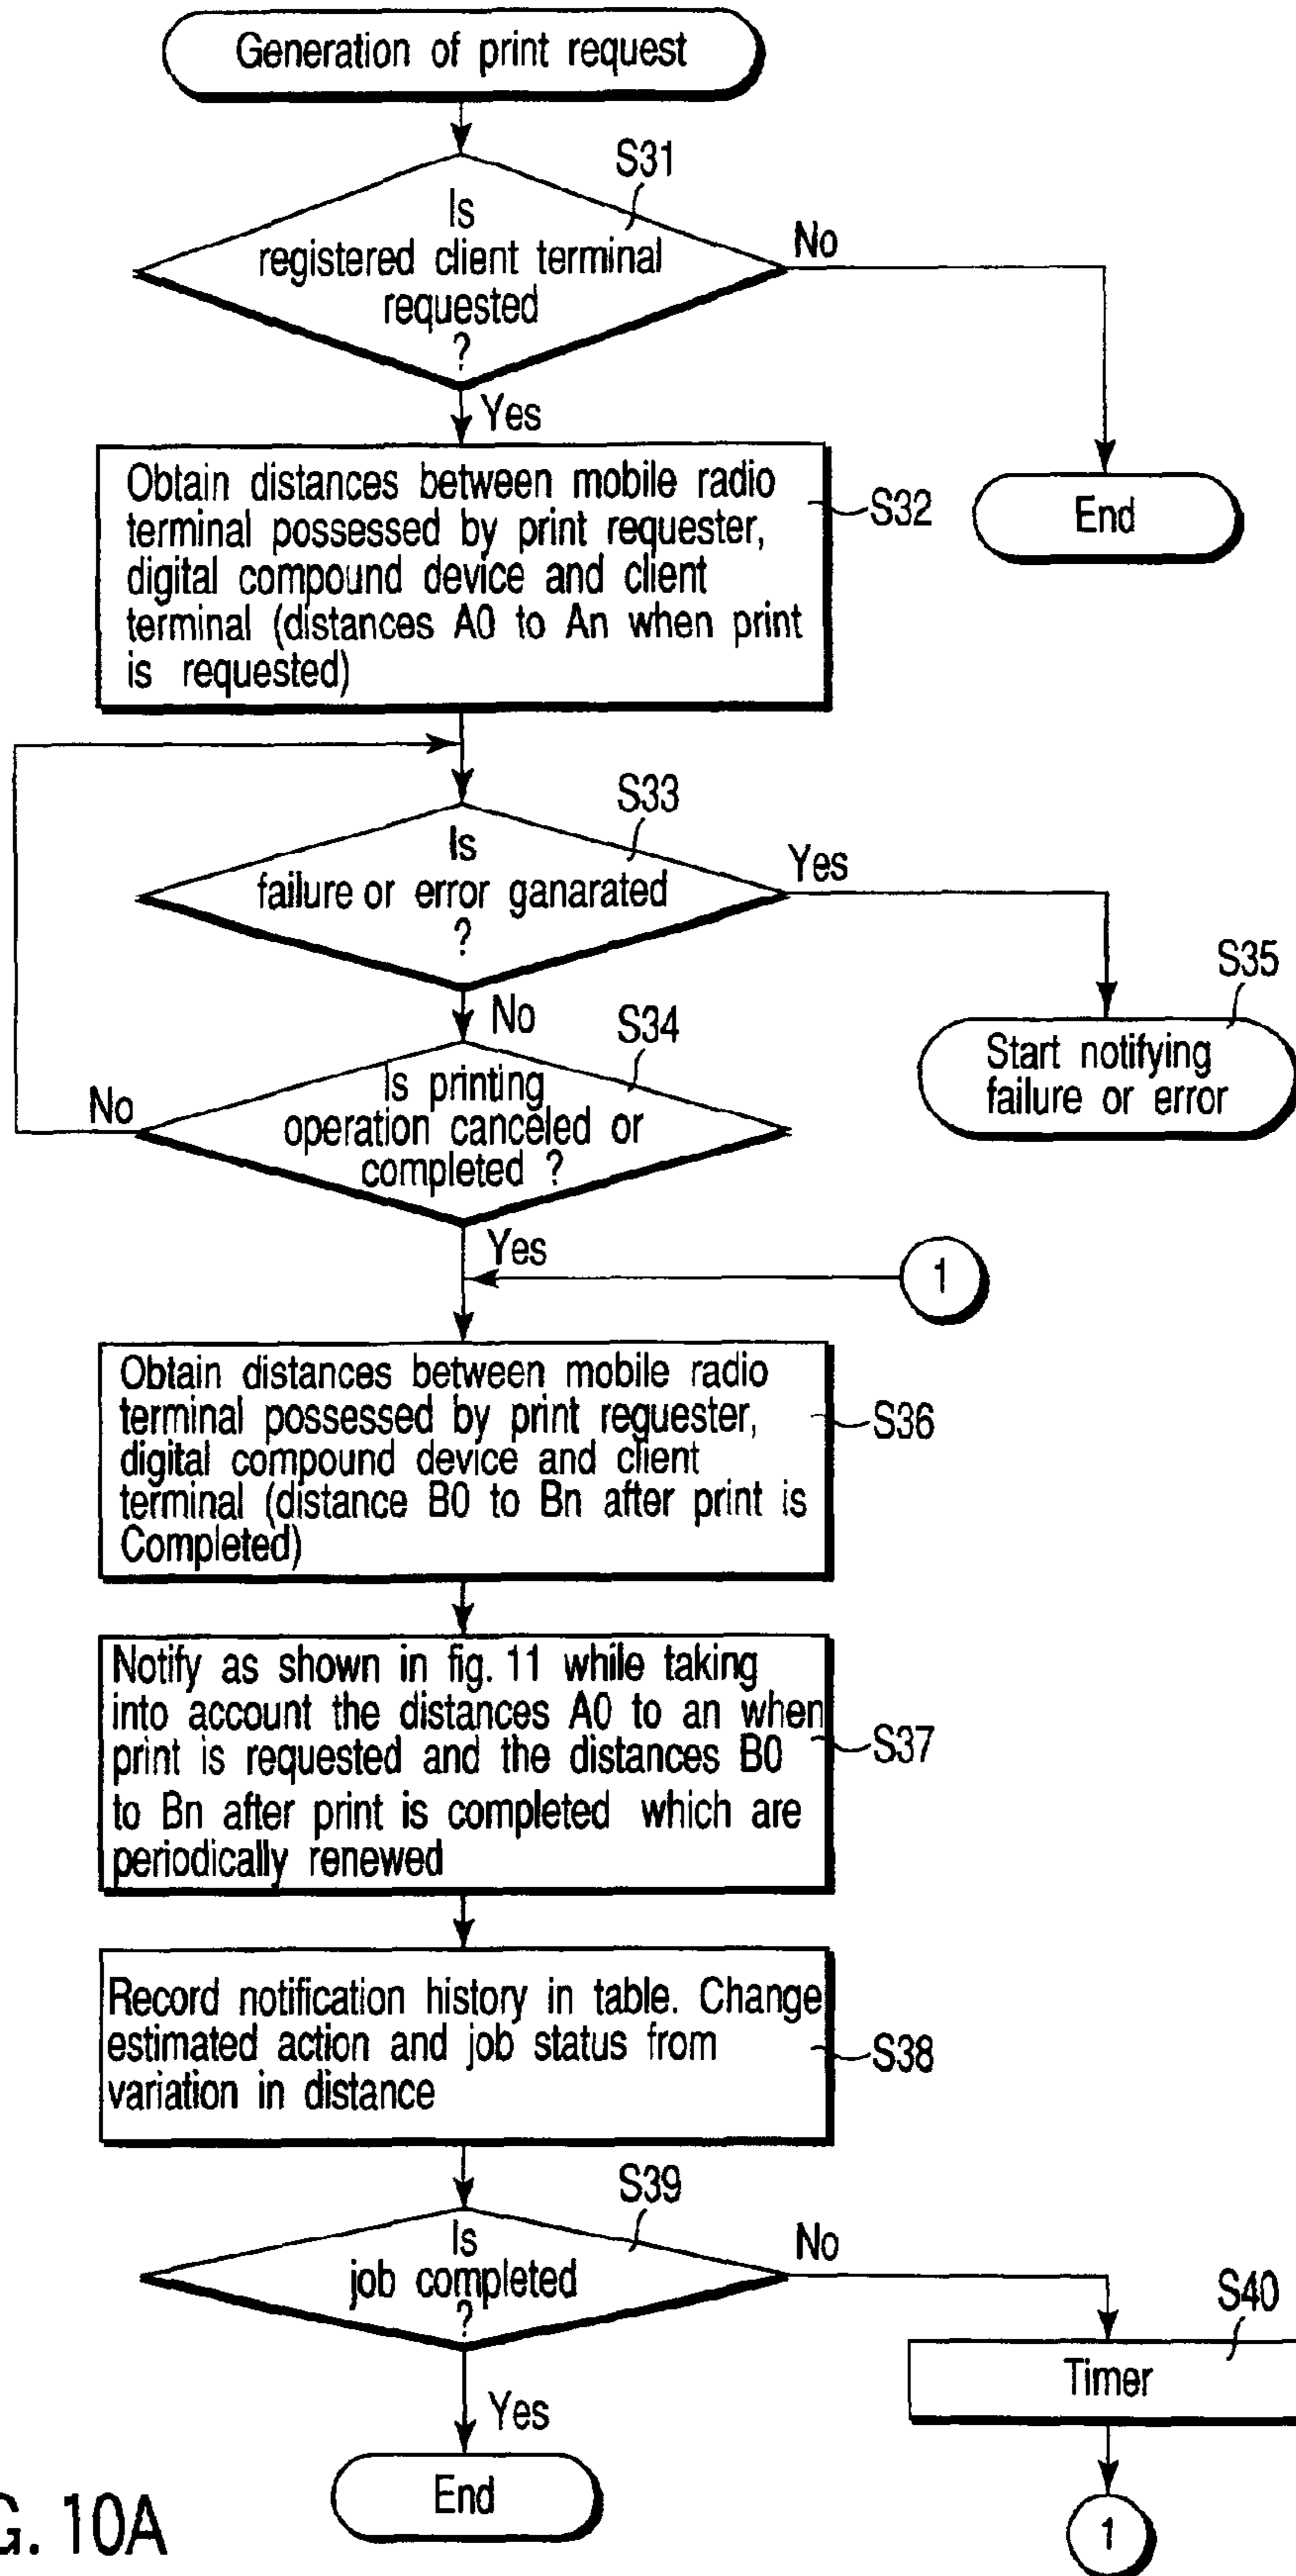 Generation of print request
S31
Is
registered client terminal
requested
?
No
Yes
End
Obtain distances between mobile radio
terminal possessed by print requester,
digital compound device and client
terminal (distances A0 to An when print
is requested)
S32
S33
Is
failure or error ganarated
?
Yes
No
S35
Start notifying
failure or error
S34
Is printing
operation canceled or
completed ?
No
Yes
1
Obtain distances between mobile radio
terminal possessed by print requester,
digital compound device and client
terminal (distance B0 to Bn after print is
Completed)
S36
Notify as shown in fig. 11 while taking
into account the distances A0 to an when
print is requested and the distances B0
to Bn after print is completed which are
periodically renewed
S37
Record notification history in table. Change
estimated action and job status from
variation in distance
S38
S39
Is
job completed
?
No
Yes
S40
Timer
End
1
G. 10A